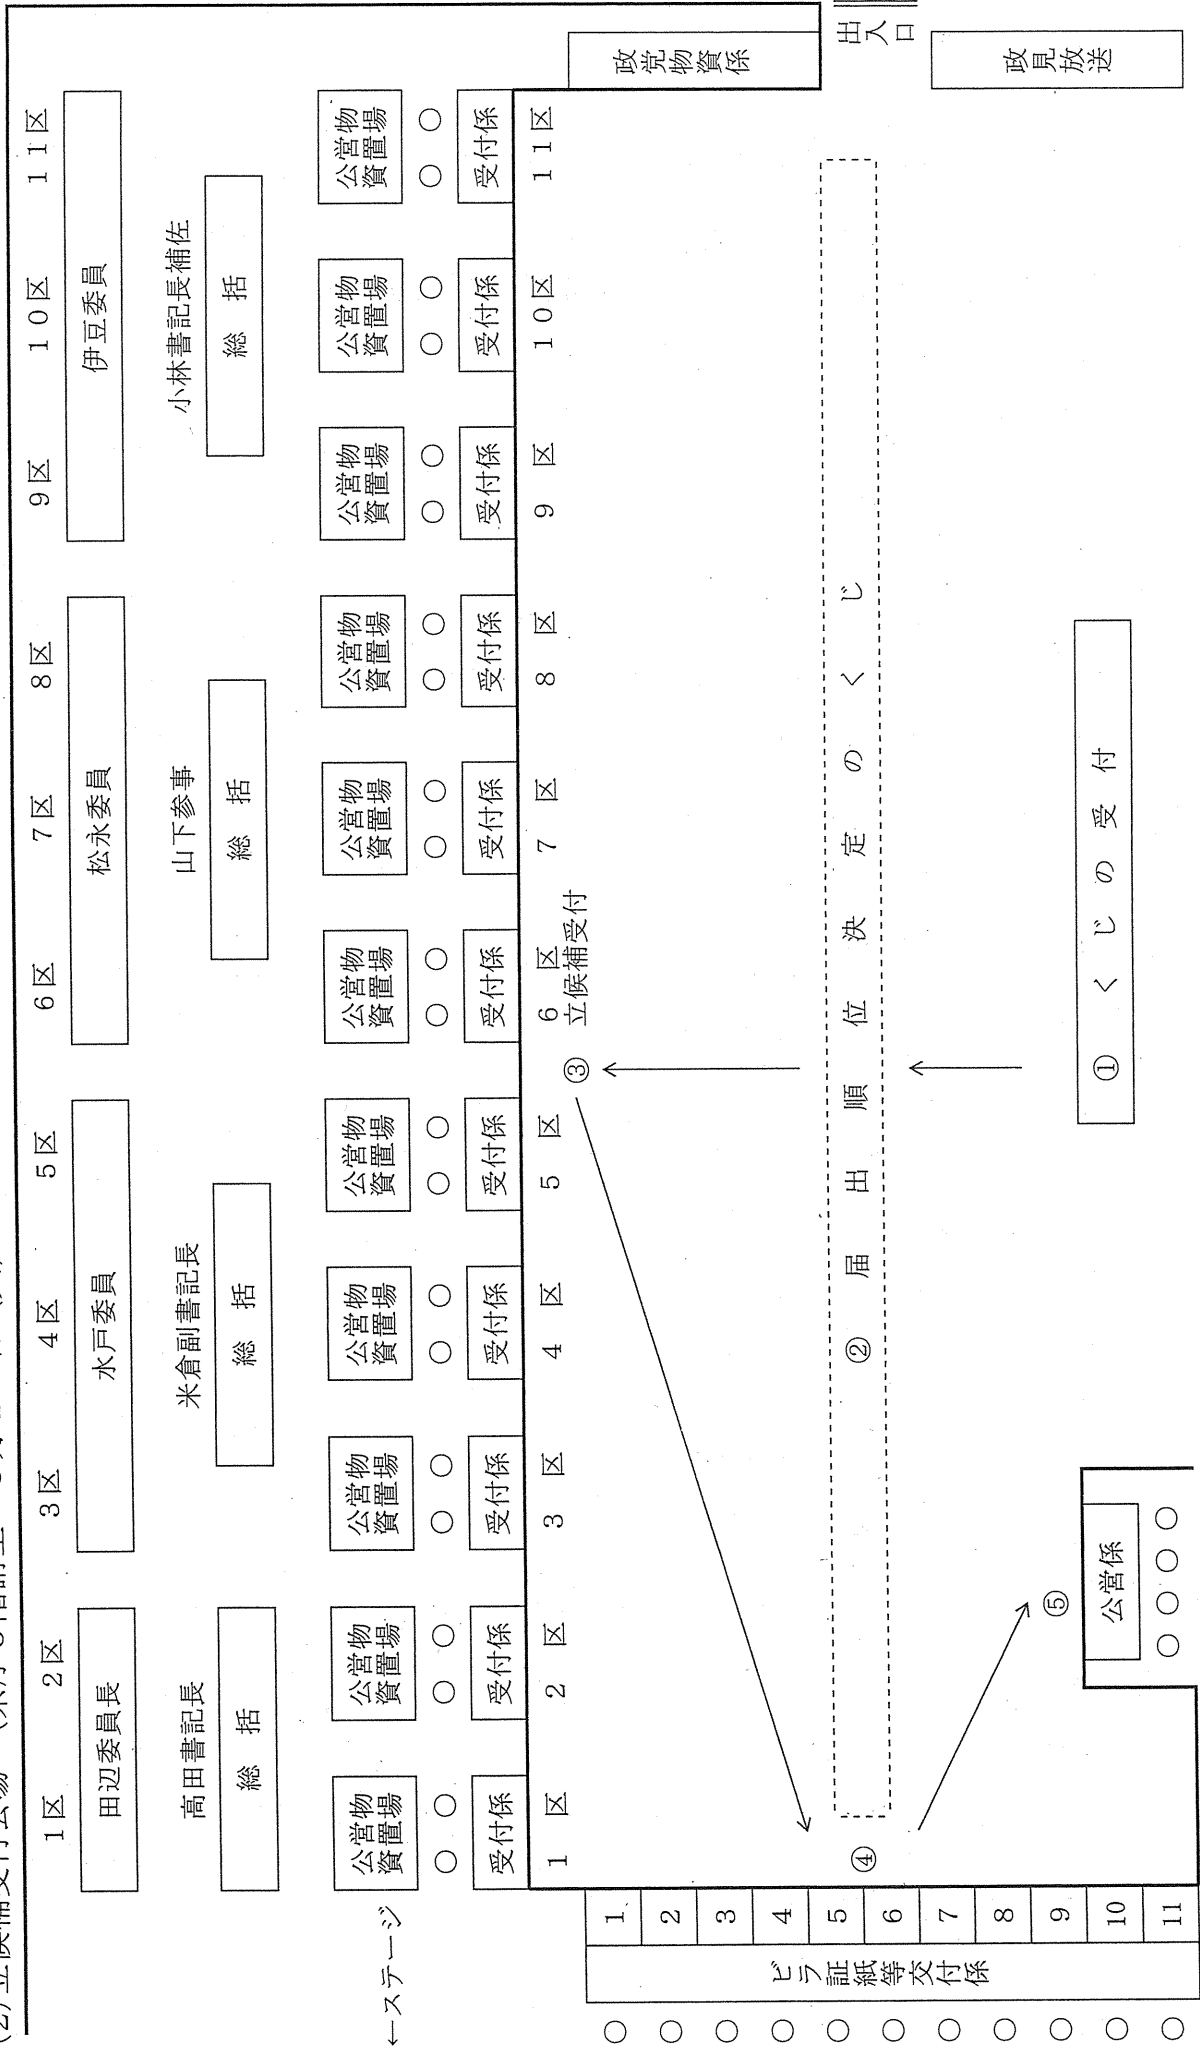 (2) 立候補受付会場
1区 2区 3区 4区 5区 6区 7区 8区 9区 10区 11区
田辺委員長 水戸委員 松永委員 伊豆委員
高田書記長 米倉副書記長 山下参事 小林書記長補佐
総括 総括 総括 総括
←ステージ
公営物資置場 公営物資置場 公営物資置場 公営物資置場 公営物資置場 公営物資置場 公営物資置場 公営物資置場 公営物資置場 公営物資置場 公営物資置場
○○ ○○ ○○ ○○ ○○ ○○ ○○ ○○ ○○ ○○ ○○
受付係 受付係 受付係 受付係 受付係 受付係 受付係 受付係 受付係 受付係 受付係
1区 2区 3区 4区 5区 6区 7区 8区 9区 10区 11区
③ 立候補受付
政党物資係
出入口
政見放送
② 届出順位決定のくじ
① くじの受付
④
⑤
公営係
○○○○
ビラ証紙等交付係
○ 1
○ 2
○ 3
○ 4
○ 5
○ 6
○ 7
○ 8
○ 9
○ 10
○ 11